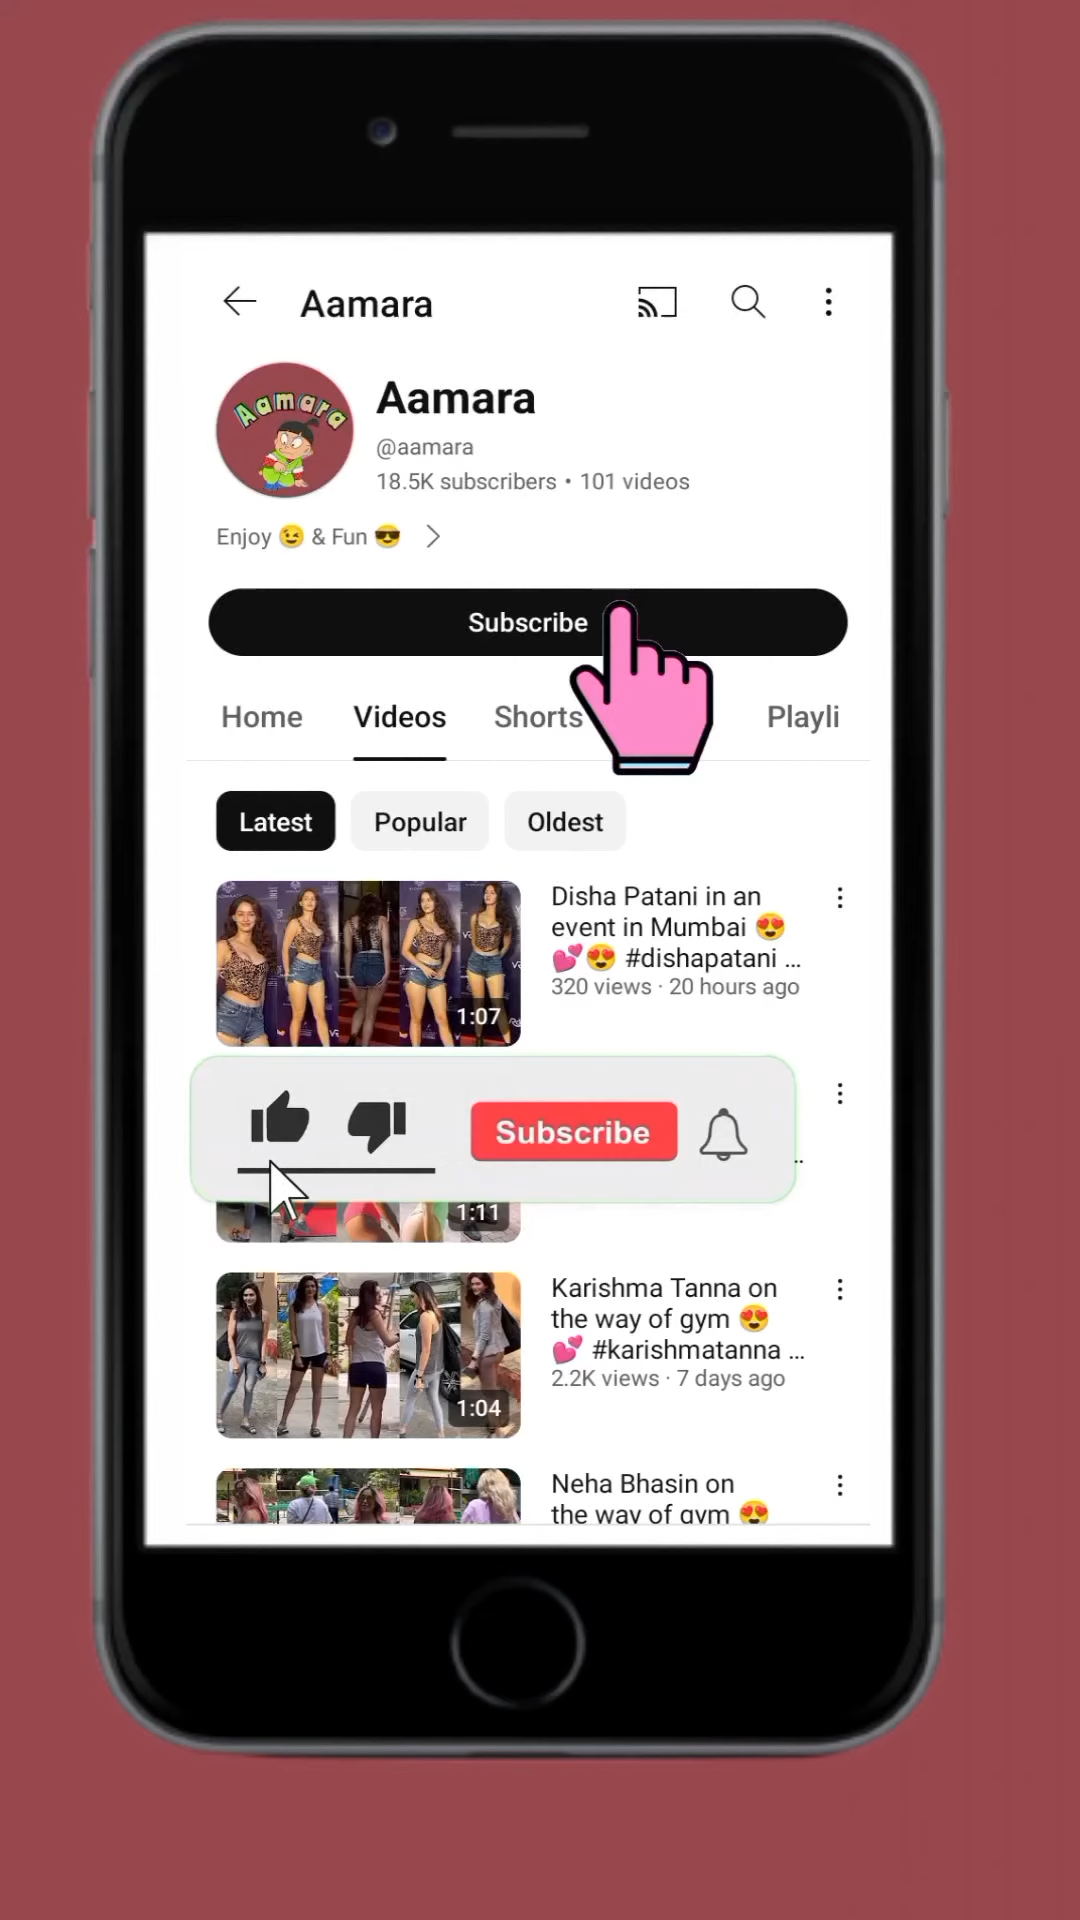 Aamara
Aamara
Aamara
@aamara
18.5K subscribers • 101 videos
Enjoy 😉 & Fun 😎
Subscribe
Home Videos Shorts Playli
Latest Popular Oldest
Disha Patani in an
event in Mumbai 😍
💕😍 #dishapatani ...
320 views · 20 hours ago
1:07
Subscribe
1:11
Karishma Tanna on
the way of gym 😍
💕 #karishmatanna ...
2.2K views · 7 days ago
1:04
Neha Bhasin on
the way of gym 😍